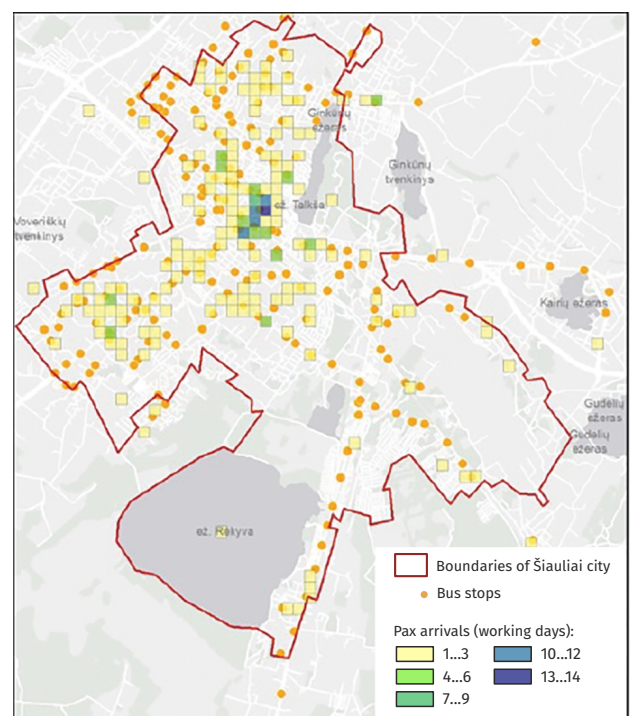 Ginkūnų
ežeras
Ginkūnų
tvenkinys
ež. Talkša
Voveriškių
tvenkinys
Kairių ežeras
Gudelių
ežeras
Gudelių
ežeras
ež. Rėkyva
Boundaries of Šiauliai city
Bus stops
Pax arrivals (working days):
1...3
10...12
4...6
13...14
7...9